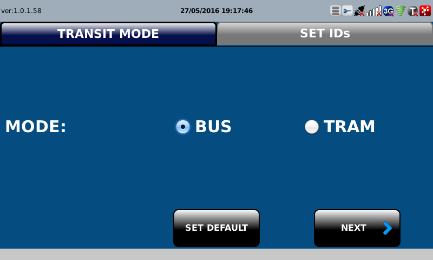 ver:1.0.1.58
27/05/2016 19:17:46
3G
T
TRANSIT MODE
SET IDs
MODE:
BUS
TRAM
SET DEFAULT
NEXT